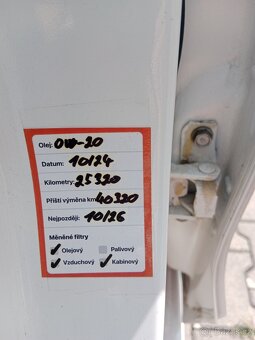 Olej: 0W-20
Datum: 10/24
Kilometry: 25320
Příští výměna km: 40320
Nejpozději: 10/26
Měněné filtry
Olejový Palivový
Vzduchový Kabinový